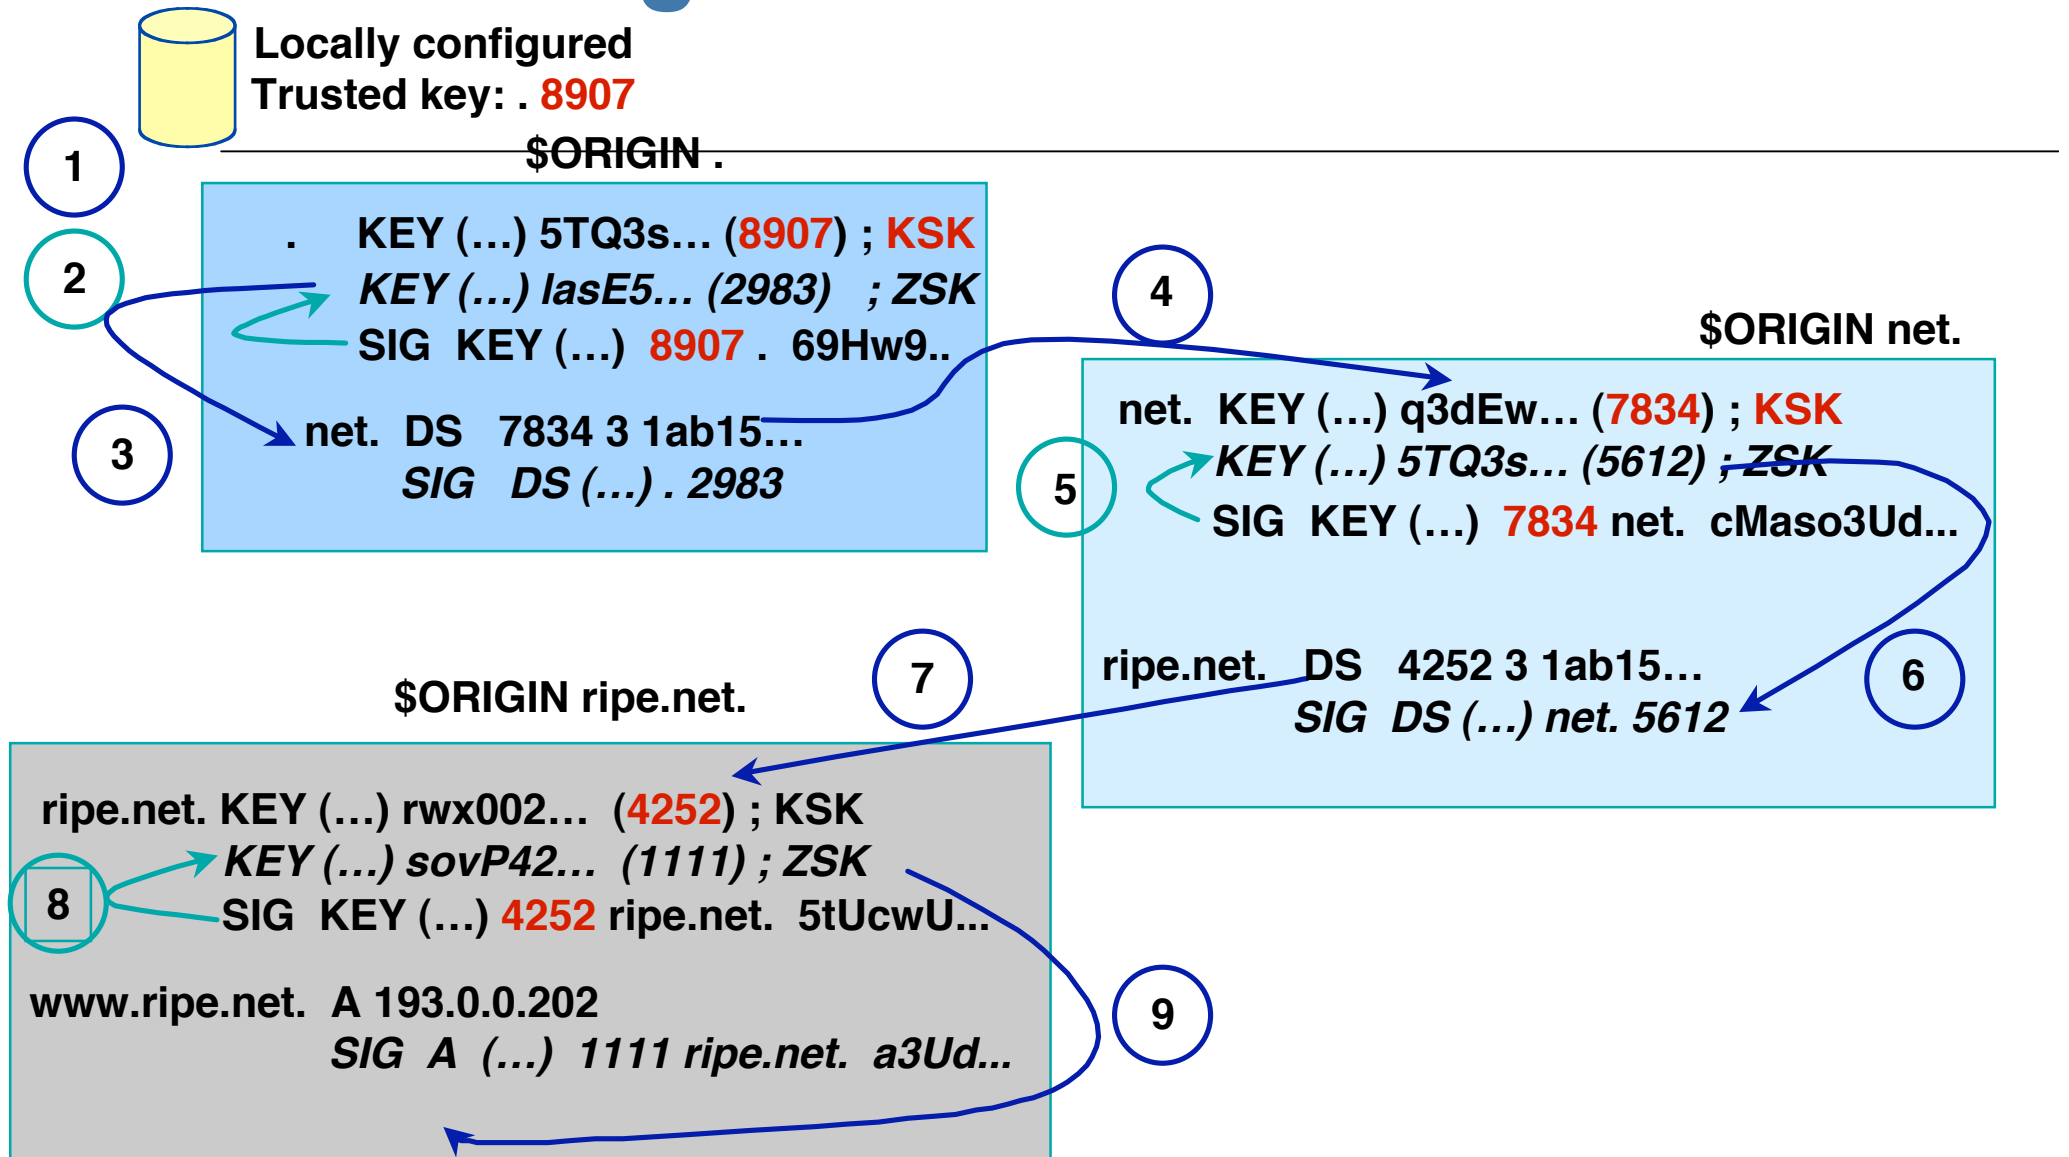 Locally configured
Trusted key: . 8907
1
$ORIGIN .
. KEY (…) 5TQ3s… (8907) ; KSK
2
KEY (…) lasE5… (2983) ; ZSK
SIG KEY (…) 8907 . 69Hw9..
3
net. DS 7834 3 1ab15…
SIG DS (…) . 2983
4
$ORIGIN net.
net. KEY (…) q3dEw… (7834) ; KSK
KEY (…) 5TQ3s… (5612) ; ZSK
5
SIG KEY (…) 7834 net. cMaso3Ud...
ripe.net. DS 4252 3 1ab15…
SIG DS (…) net. 5612
6
7
$ORIGIN ripe.net.
ripe.net. KEY (…) rwx002… (4252) ; KSK
KEY (…) sovP42… (1111) ; ZSK
8
SIG KEY (…) 4252 ripe.net. 5tUcwU...
www.ripe.net. A 193.0.0.202
SIG A (…) 1111 ripe.net. a3Ud...
9